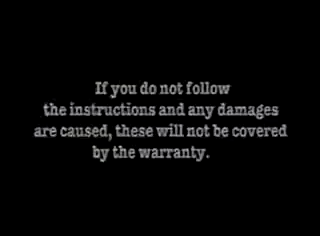 If you do not follow
the instructions and any damages
are caused, these will not be covered
by the warranty.